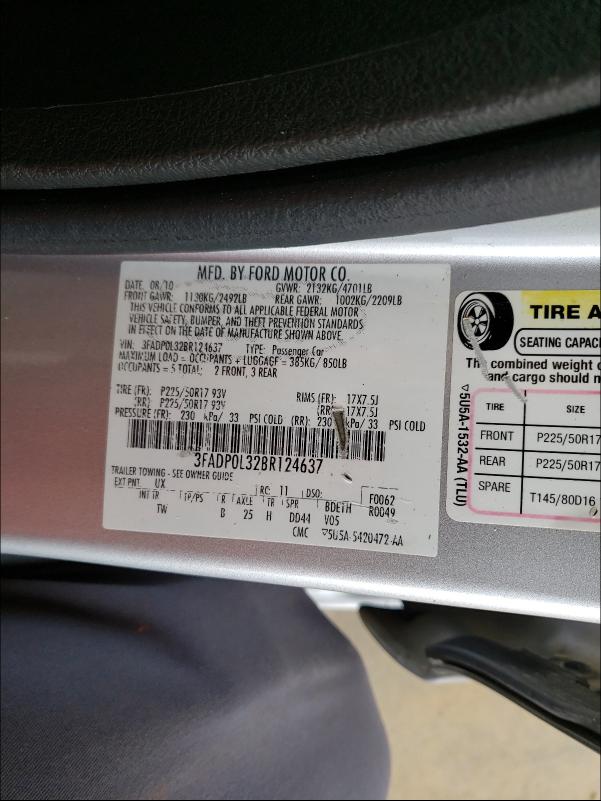 MFD. BY FORD MOTOR CO.
DATE 08/10 GVWR: 2132KG/4701LB
FRONT GAWR: 1130KG/2492LB REAR GAWR: 1002KG/2209LB
THIS VEHICLE CONFORMS TO ALL APPLICABLE FEDERAL MOTOR
VEHICLE SAFETY, BUMPER, AND THEFT PREVENTION STANDARDS
IN EFFECT ON THE DATE OF MANUFACTURE SHOWN ABOVE.
VIN: 3FADP0L32BR124637 TYPE: Passenger Car
MAXIMUM LOAD = OCCUPANTS + LUGGAGE = 385KG/850LB
OCCUPANTS = 5 TOTAL: 2 FRONT, 3 REAR
TIRE (FR): P225/50R17 93V RIMS (FR): 17X7.5J
(RR): P225/50R17 93V (RR): 17X7.5J
PRESSURE (FR): 230 kPa/ 33 PSI COLD (RR): 230 kPa/ 33 PSI COLD
3FADP0L32BR124637
TRAILER TOWING - SEE OWNER GUIDE
EXT PNT: UX RC: 11 DSO: F0062
INT TR TP/PS R AXLE TR SPR BDETH R0049
TW B 25 H DD44 V05
CMC ▽5U5A-5420472-AA
▽5U5A-1532-AA (TLU)
TIRE A
SEATING CAPAC
The combined weight o
and cargo should n
TIRE SIZE
FRONT P225/50R17
REAR P225/50R17
SPARE T145/80D16